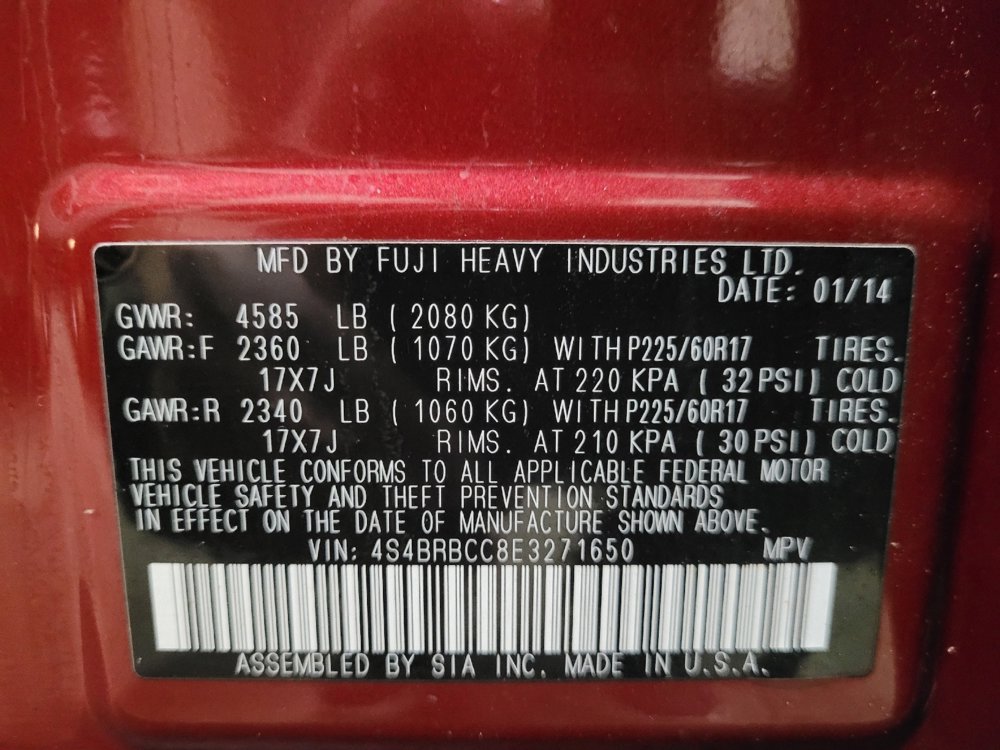 MFD BY FUJI HEAVY INDUSTRIES LTD.
DATE: 01/14
GVWR: 4585 LB ( 2080 KG)
GAWR:F 2360 LB ( 1070 KG) WITH P225/60R17 TIRES.
17X7J RIMS. AT 220 KPA ( 32 PSI) COLD
GAWR:R 2340 LB ( 1060 KG) WITH P225/60R17 TIRES.
17X7J RIMS. AT 210 KPA ( 30 PSI) COLD
THIS VEHICLE CONFORMS TO ALL APPLICABLE FEDERAL MOTOR
VEHICLE SAFETY AND THEFT PREVENTION STANDARDS
IN EFFECT ON THE DATE OF MANUFACTURE SHOWN ABOVE.
VIN: 4S4BRBCC8E3271650 MPV
ASSEMBLED BY SIA INC. MADE IN U.S.A.